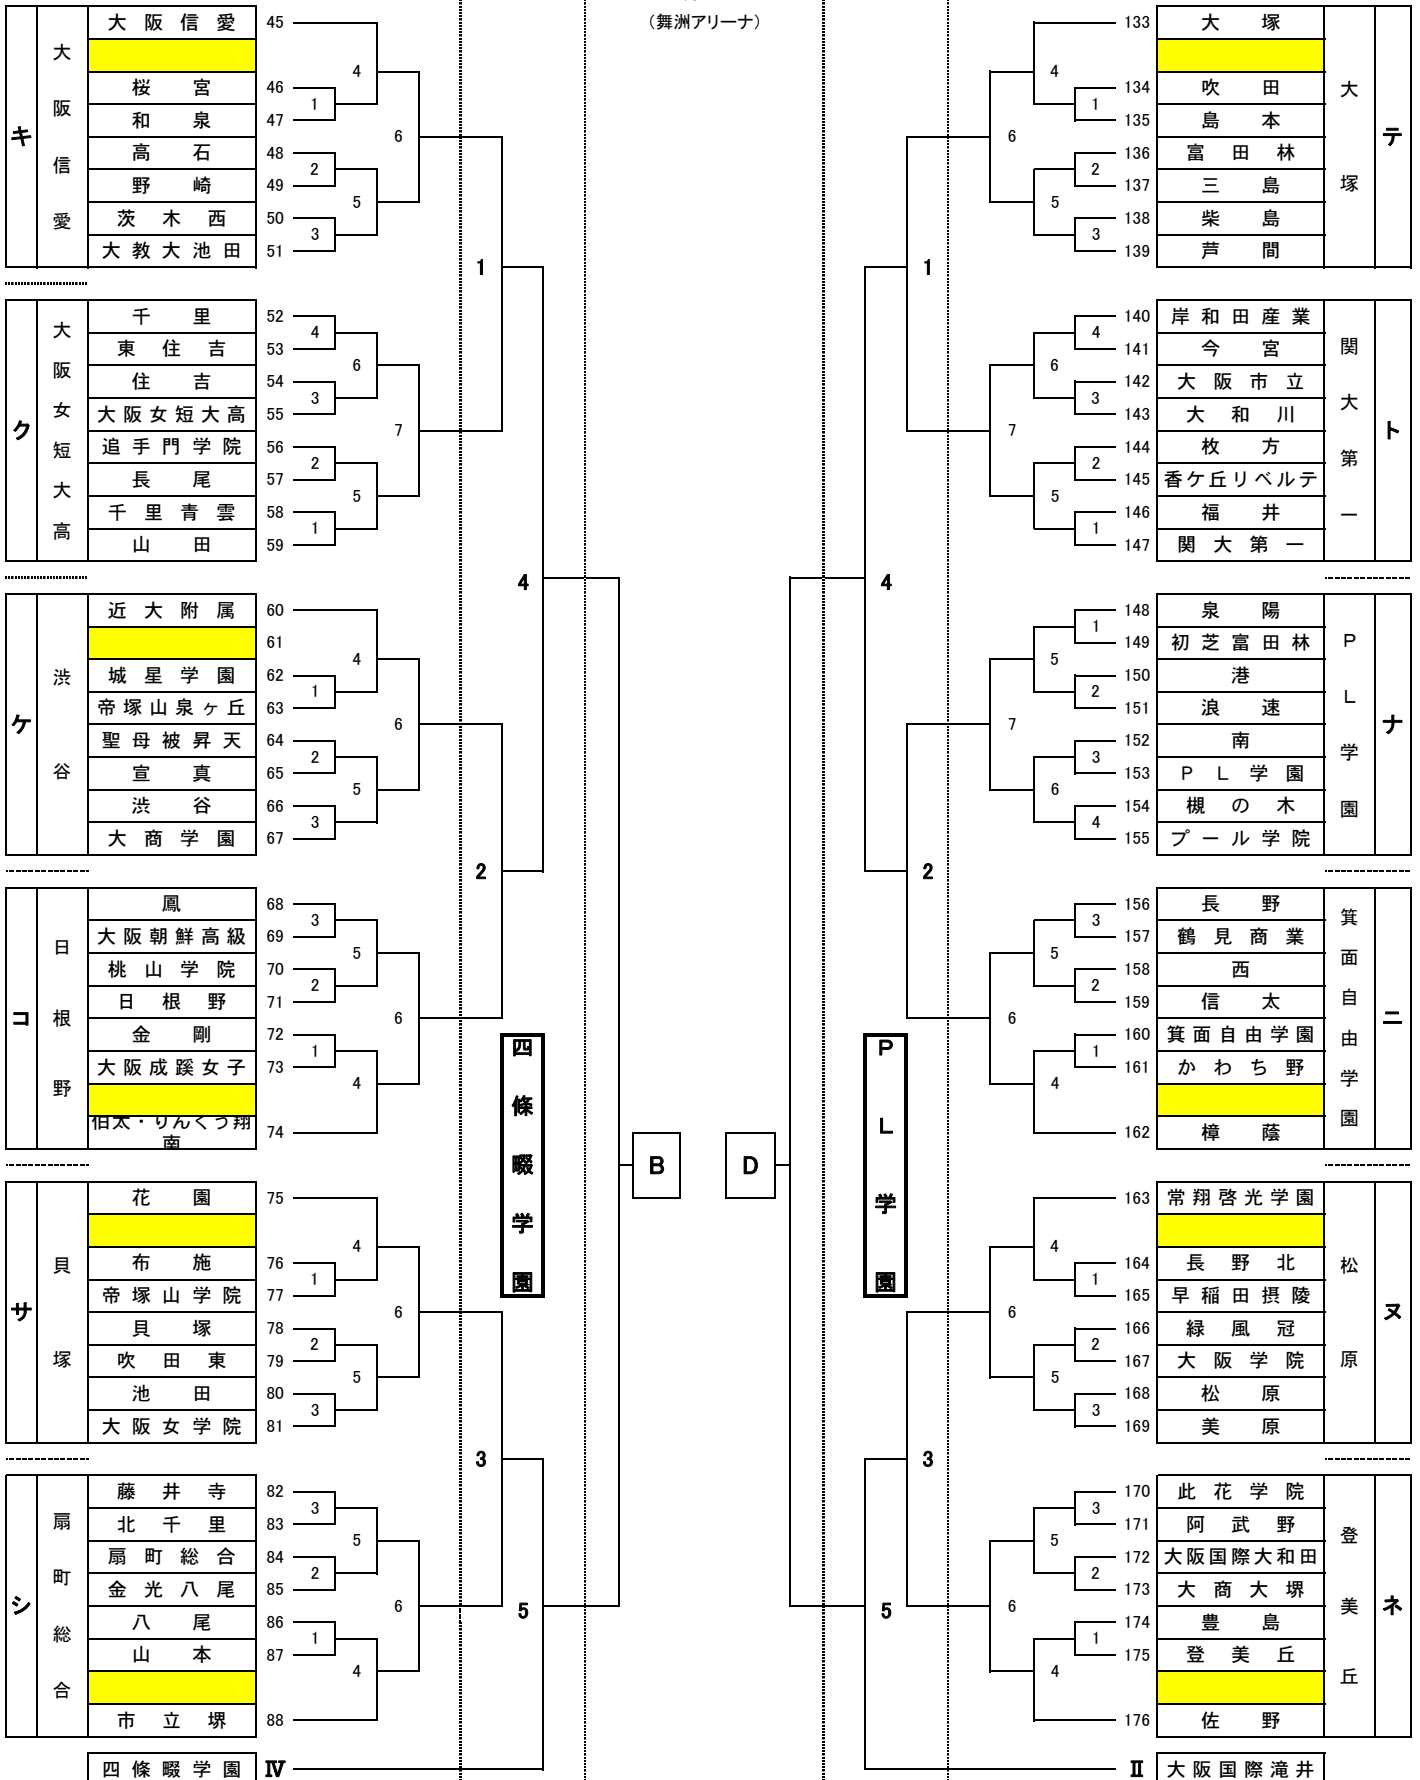 （舞洲アリーナ）
キ
大阪信愛
大阪信愛 45
桜宮 46
和泉 47
高石 48
野崎 49
茨木西 50
大教大池田 51
4
1
2
3
5
6
ク
大阪女短大高
千里 52
東住吉 53
住吉 54
大阪女短大高 55
追手門学院 56
長尾 57
千里青雲 58
山田 59
4
3
2
1
6
5
7
1
ケ
渋谷
近大附属 60
61
城星学園 62
帝塚山泉ヶ丘 63
聖母被昇天 64
宣真 65
渋谷 66
大商学園 67
4
1
2
3
5
6
コ
日根野
鳳 68
大阪朝鮮高級 69
桃山学院 70
日根野 71
金剛 72
大阪成蹊女子 73
伯太・りんくう翔南 74
3
2
1
5
4
6
2
4
サ
貝塚
花園 75
布施 76
帝塚山学院 77
貝塚 78
吹田東 79
池田 80
大阪女学院 81
4
1
2
3
5
6
シ
扇町総合
藤井寺 82
北千里 83
扇町総合 84
金光八尾 85
八尾 86
山本 87
市立堺 88
3
2
1
5
4
6
3
5
四條畷学園 Ⅳ
四條畷学園
B
D
PL学園
133 大塚
134 吹田
135 島本
136 富田林
137 三島
138 柴島
139 芦間
大塚
テ
4
1
2
3
5
6
140 岸和田産業
141 今宮
142 大阪市立
143 大和川
144 枚方
145 香ケ丘リベルテ
146 福井
147 関大第一
関大第一
ト
4
3
2
1
6
5
7
1
148 泉陽
149 初芝富田林
150 港
151 浪速
152 南
153 PL学園
154 槻の木
155 プール学院
PL学園
ナ
1
2
3
4
5
6
7
156 長野
157 鶴見商業
158 西
159 信太
160 箕面自由学園
161 かわち野
162 樟蔭
箕面自由学園
ニ
3
2
1
5
4
6
2
4
163 常翔啓光学園
164 長野北
165 早稲田摂陵
166 緑風冠
167 大阪学院
168 松原
169 美原
松原
ヌ
4
1
2
3
5
6
170 此花学院
171 阿武野
172 大阪国際大和田
173 大商大堺
174 豊島
175 登美丘
176 佐野
登美丘
ネ
3
2
1
5
4
6
3
5
Ⅱ 大阪国際滝井